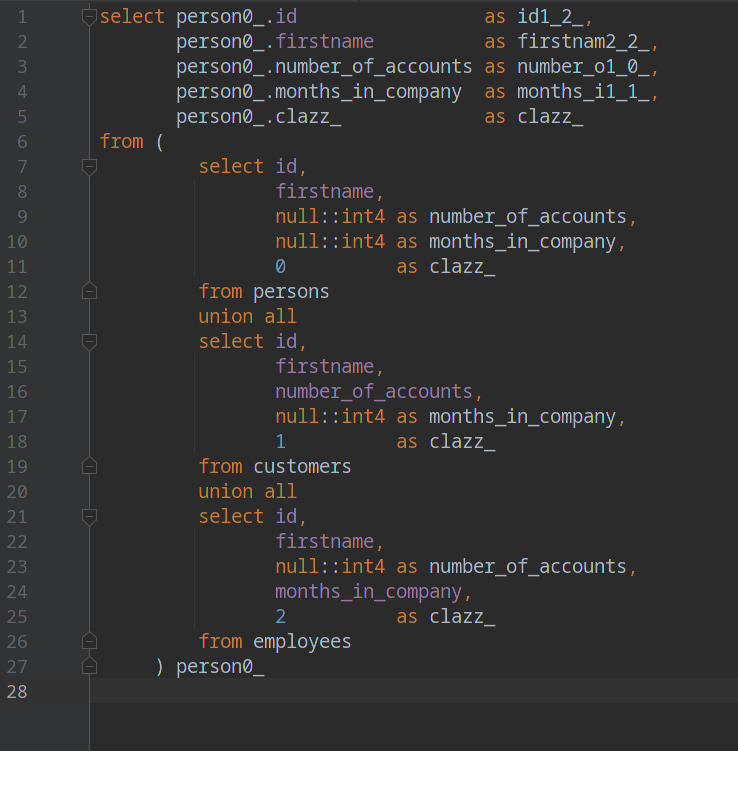 1 select person0_.id as id1_2_,
2 person0_.firstname as firstnam2_2_,
3 person0_.number_of_accounts as number_o1_0_,
4 person0_.months_in_company as months_i1_1_,
5 person0_.clazz_ as clazz_
6 from (
7 select id,
8 firstname,
9 null::int4 as number_of_accounts,
10 null::int4 as months_in_company,
11 0 as clazz_
12 from persons
13 union all
14 select id,
15 firstname,
16 number_of_accounts,
17 null::int4 as months_in_company,
18 1 as clazz_
19 from customers
20 union all
21 select id,
22 firstname,
23 null::int4 as number_of_accounts,
24 months_in_company,
25 2 as clazz_
26 from employees
27 ) person0_
28